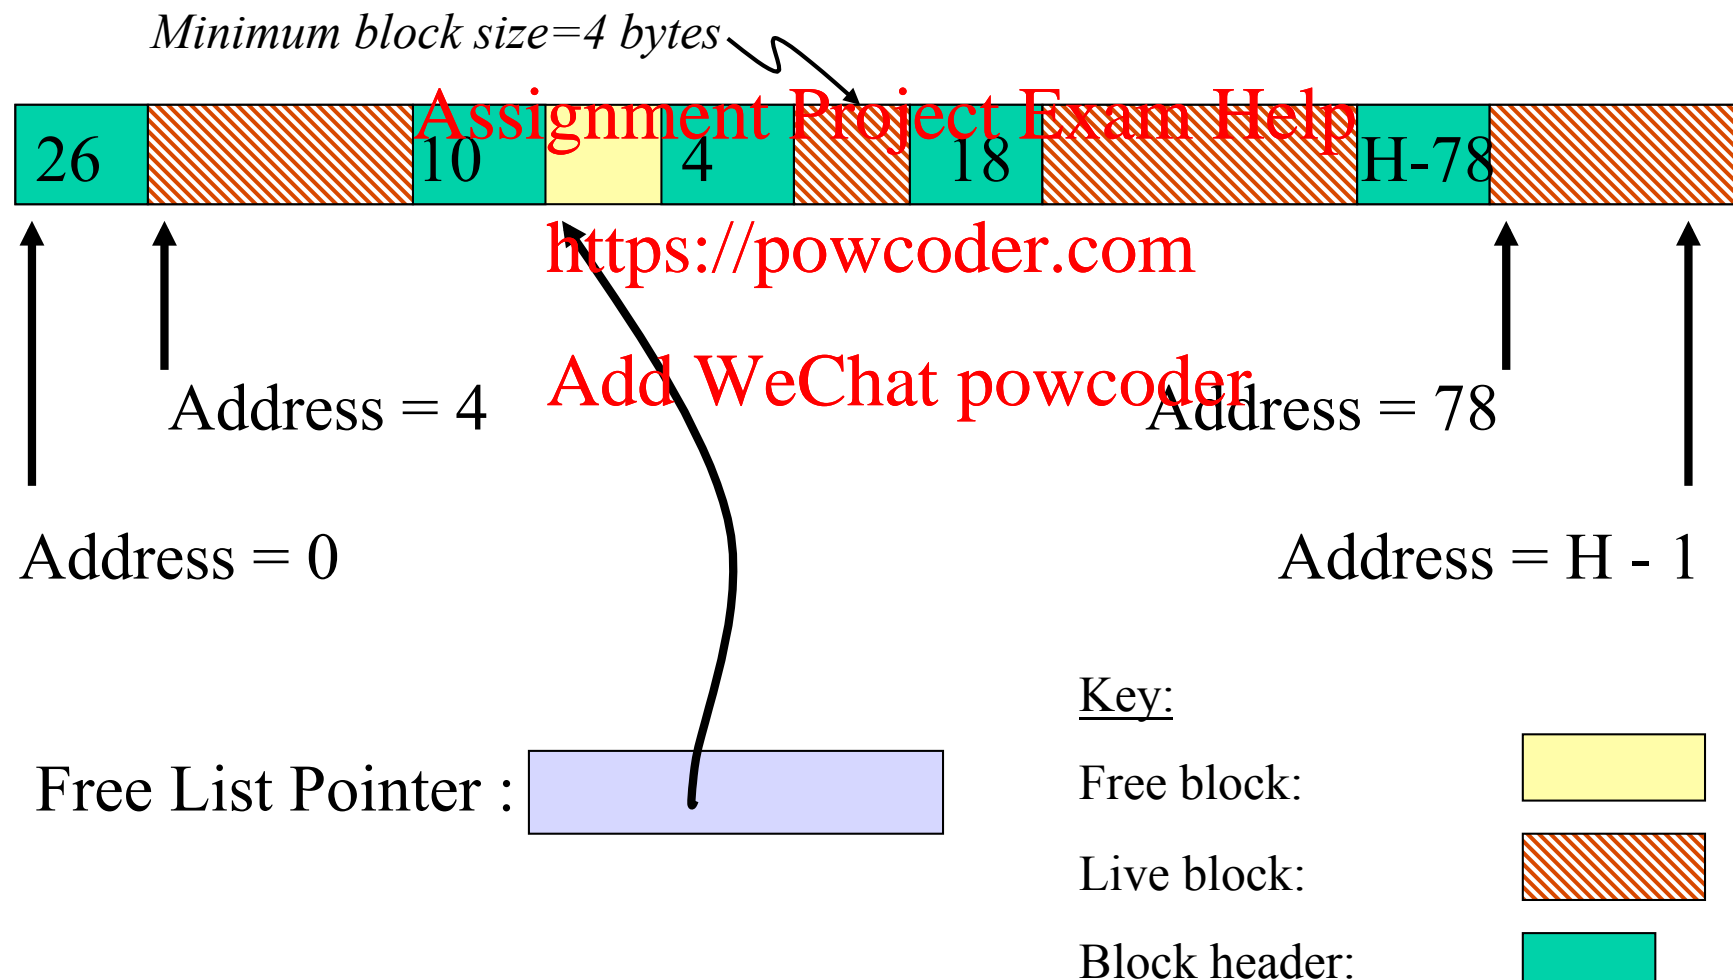 Minimum block size=4 bytes
Assignment Project Exam Help
26 10 4 18 H-78
https://powcoder.com
Add WeChat powcoder
Address = 4
Address = 78
Address = 0
Address = H - 1
Key:
Free List Pointer :
Free block:
Live block:
Block header: